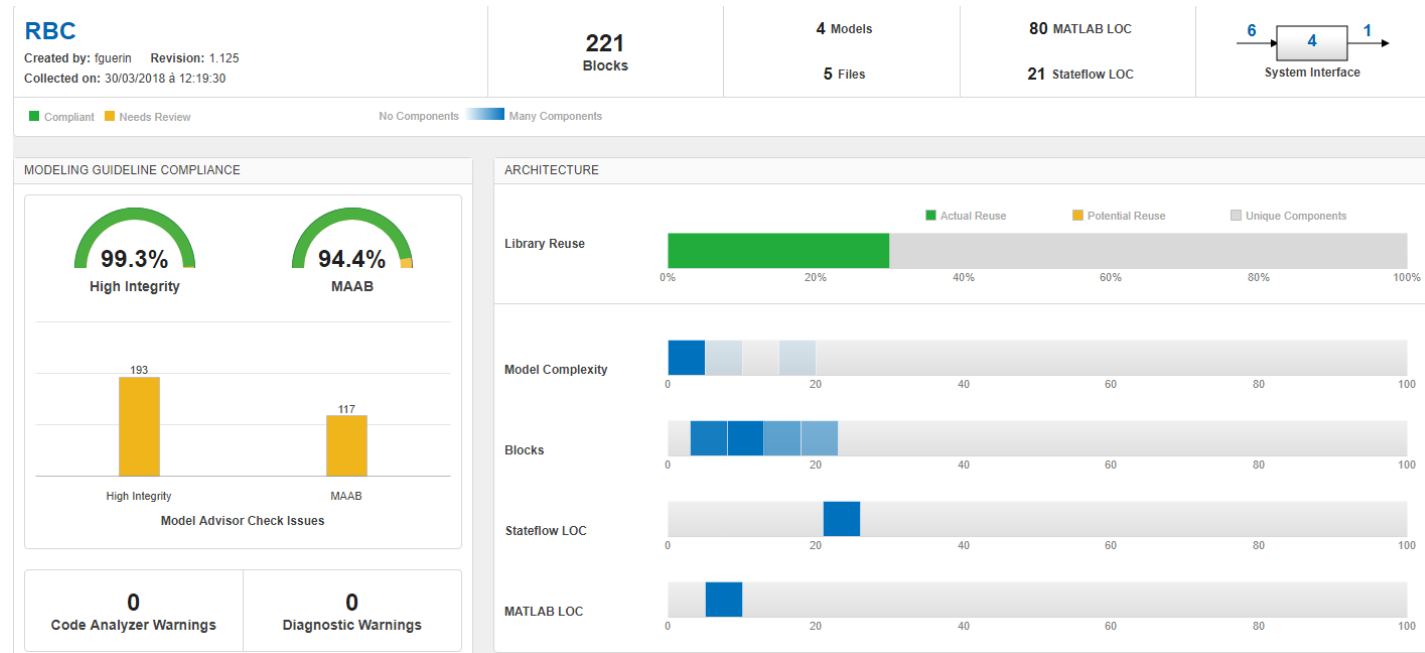 RBC
Created by: fguerin Revision: 1.125
Collected on: 30/03/2018 à 12:19:30
221
Blocks
4 Models
5 Files
80 MATLAB LOC
21 Stateflow LOC
6 4 1
System Interface
Compliant Needs Review
No Components Many Components
MODELING GUIDELINE COMPLIANCE
99.3%
High Integrity
94.4%
MAAB
193
117
High Integrity MAAB
Model Advisor Check Issues
0
Code Analyzer Warnings
0
Diagnostic Warnings
ARCHITECTURE
Actual Reuse Potential Reuse Unique Components
Library Reuse
0% 20% 40% 60% 80% 100%
Model Complexity
0 20 40 60 80 100
Blocks
0 20 40 60 80 100
Stateflow LOC
0 20 40 60 80 100
MATLAB LOC
0 20 40 60 80 100